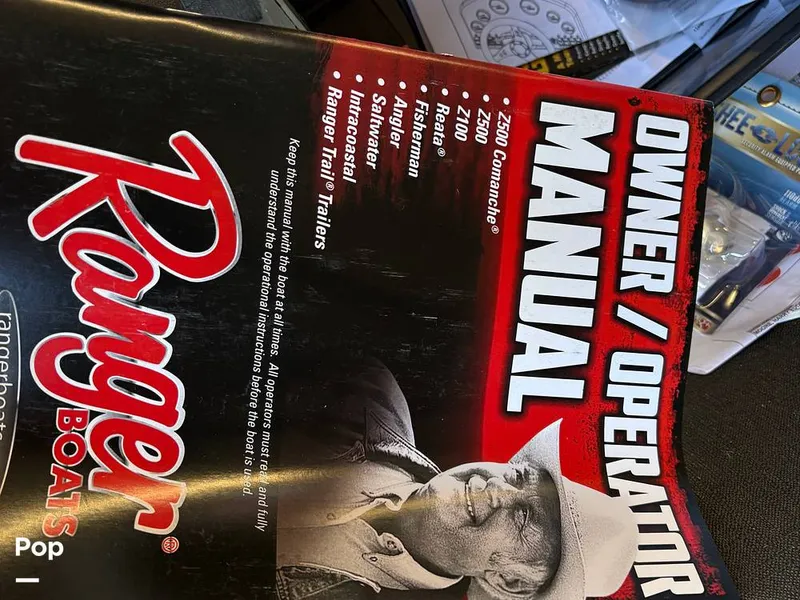 OWNER / OPERATOR
MANUAL
• Z500 Comanche®
• Z500
• Z100
• Reata®
• Fisherman
• Angler
• Saltwater
• Intracoastal
• Ranger Trail® Trailers
Keep this manual with the boat at all times. All operators must read and fully
understand the operational instructions before the boat is used.
Ranger®
BOATS
rangerboats
Pop